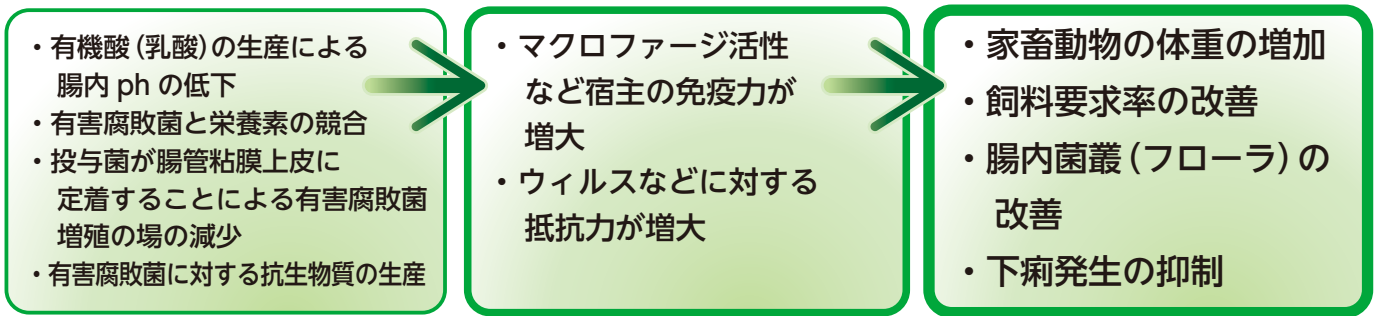 ・有機酸(乳酸)の生産による
腸内 ph の低下
・有害腐敗菌と栄養素の競合
・投与菌が腸管粘膜上皮に
定着することによる有害腐敗菌
増殖の場の減少
・有害腐敗菌に対する抗生物質の生産
・マクロファージ活性
など宿主の免疫力が
増大
・ウィルスなどに対する
抵抗力が増大
・家畜動物の体重の増加
・飼料要求率の改善
・腸内菌叢(フローラ)の
改善
・下痢発生の抑制